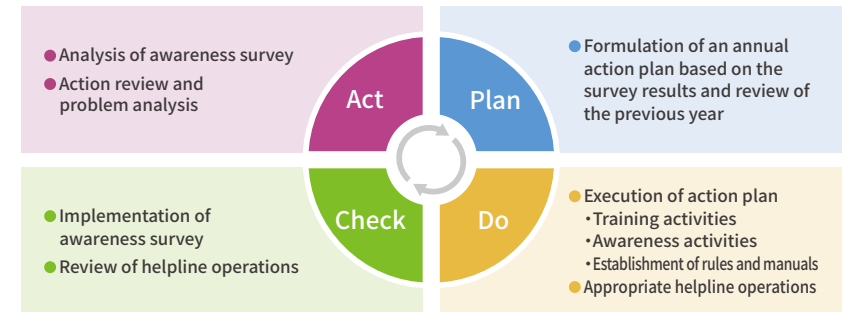 ● Analysis of awareness survey
● Action review and
problem analysis
Act
Plan
● Formulation of an annual
action plan based on the
survey results and review of
the previous year
● Implementation of
awareness survey
● Review of helpline operations
Check
Do
● Execution of action plan
・Training activities
・Awareness activities
・Establishment of rules and manuals
● Appropriate helpline operations